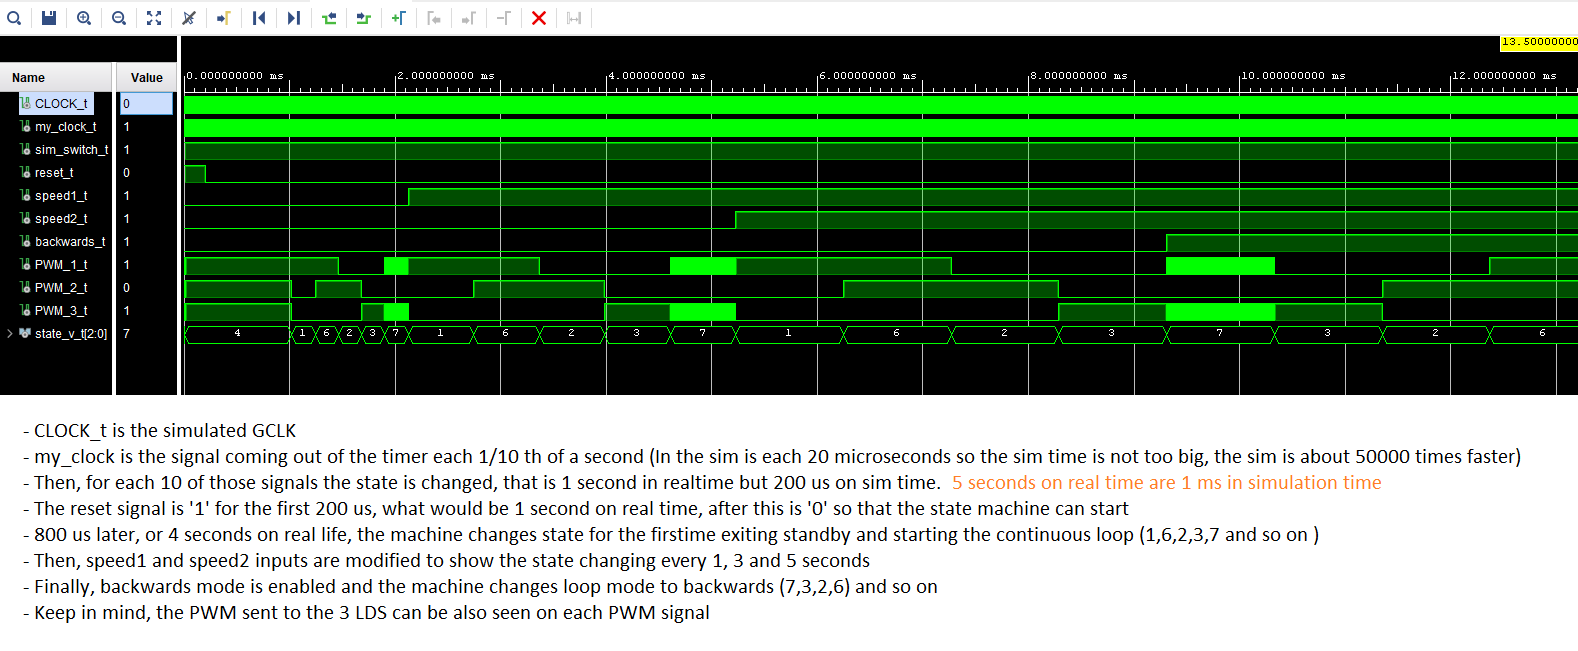 13.50000000
Name Value
0.000000000 ms 2.000000000 ms 4.000000000 ms 6.000000000 ms 8.000000000 ms 10.000000000 ms 12.000000000 ms
CLOCK_t 0
my_clock_t 1
sim_switch_t 1
reset_t 0
speed1_t 1
speed2_t 1
backwards_t 1
PWM_1_t 1
PWM_2_t 0
PWM_3_t 1
state_v_t[2:0] 7 4 1 6 2 3 7 1 6 2 3 7 1 6 2 3 7 3 2 6
- CLOCK_t is the simulated GCLK
- my_clock is the signal coming out of the timer each 1/10 th of a second (In the sim is each 20 microseconds so the sim time is not too big, the sim is about 50000 times faster)
- Then, for each 10 of those signals the state is changed, that is 1 second in realtime but 200 us on sim time. 5 seconds on real time are 1 ms in simulation time
- The reset signal is '1' for the first 200 us, what would be 1 second on real time, after this is '0' so that the state machine can start
- 800 us later, or 4 seconds on real life, the machine changes state for the firstime exiting standby and starting the continuous loop (1,6,2,3,7 and so on )
- Then, speed1 and speed2 inputs are modified to show the state changing every 1, 3 and 5 seconds
- Finally, backwards mode is enabled and the machine changes loop mode to backwards (7,3,2,6) and so on
- Keep in mind, the PWM sent to the 3 LDS can be also seen on each PWM signal